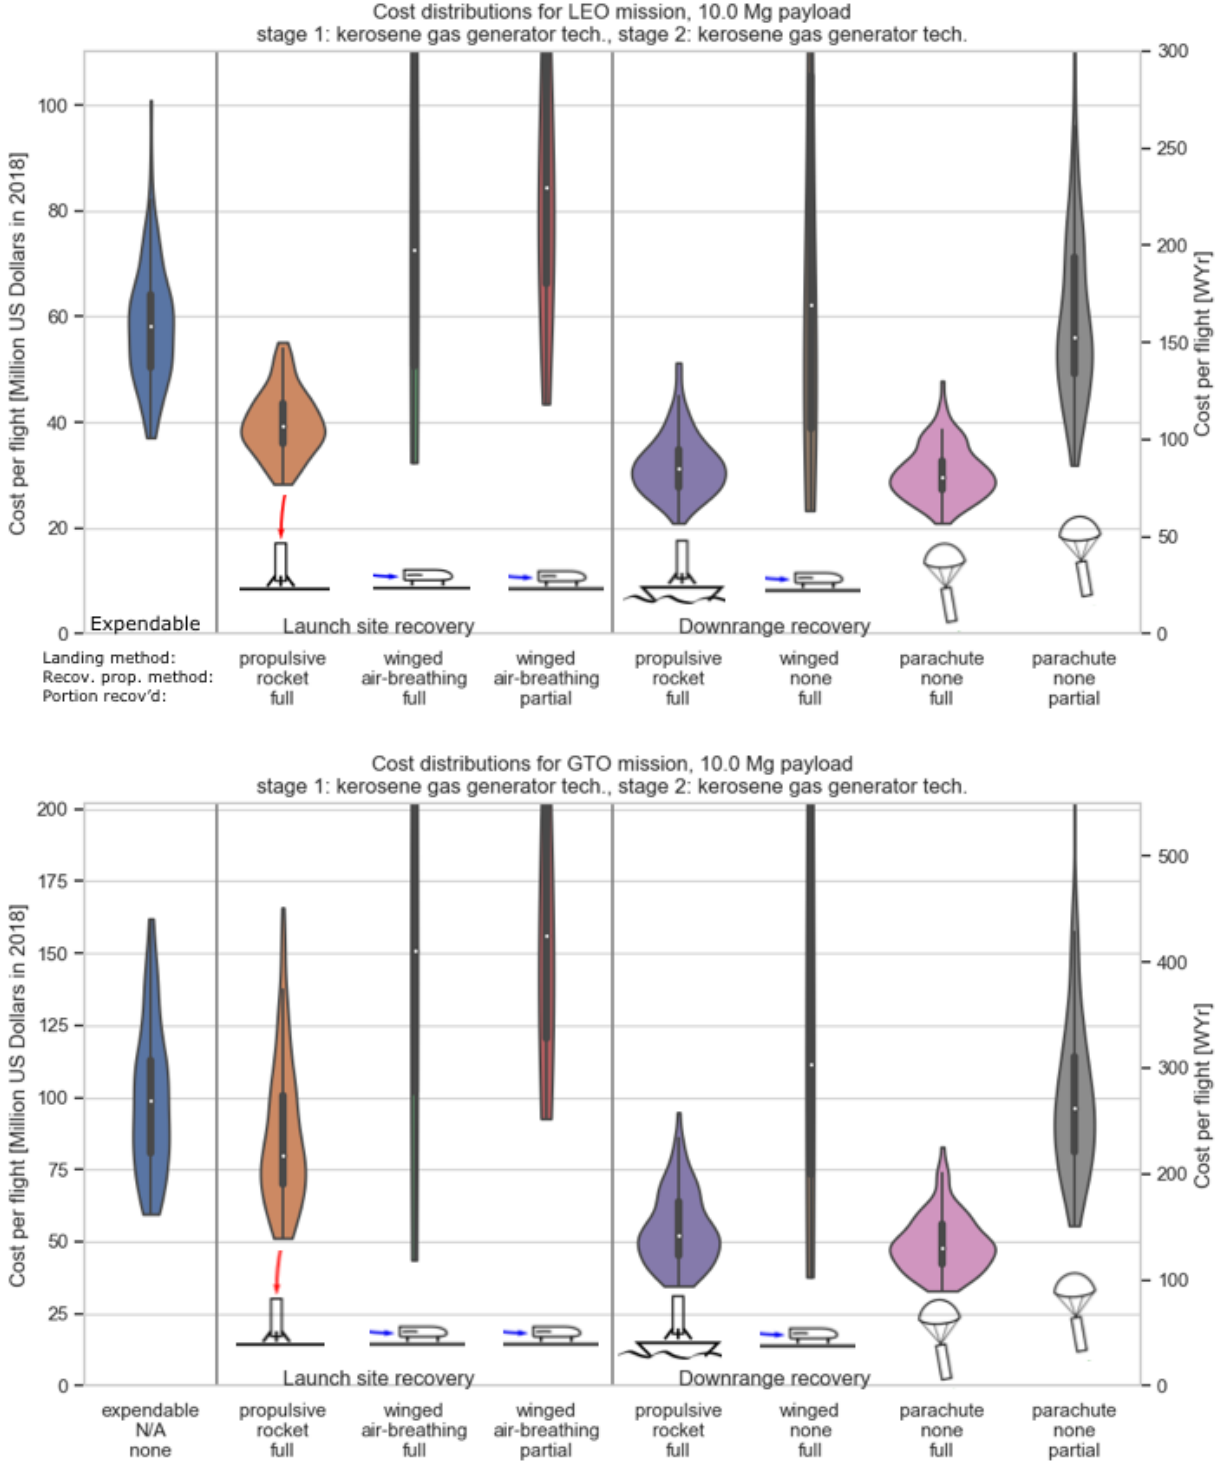 Cost distributions for LEO mission, 10.0 Mg payload
stage 1: kerosene gas generator tech., stage 2: kerosene gas generator tech.
Cost per flight [Million US Dollars in 2018]
100
80
60
40
20
0
300
250
200
150
100
50
0
Cost per flight [WYr]
Expendable
Launch site recovery
Downrange recovery
Landing method:
Recov. prop. method:
Portion recov'd:
propulsive
rocket
full
winged
air-breathing
full
winged
air-breathing
partial
propulsive
rocket
full
winged
none
full
parachute
none
full
parachute
none
partial
Cost distributions for GTO mission, 10.0 Mg payload
stage 1: kerosene gas generator tech., stage 2: kerosene gas generator tech.
Cost per flight [Million US Dollars in 2018]
200
175
150
125
100
75
50
25
0
500
400
300
200
100
0
Cost per flight [WYr]
Launch site recovery
Downrange recovery
expendable
N/A
none
propulsive
rocket
full
winged
air-breathing
full
winged
air-breathing
partial
propulsive
rocket
full
winged
none
full
parachute
none
full
parachute
none
partial